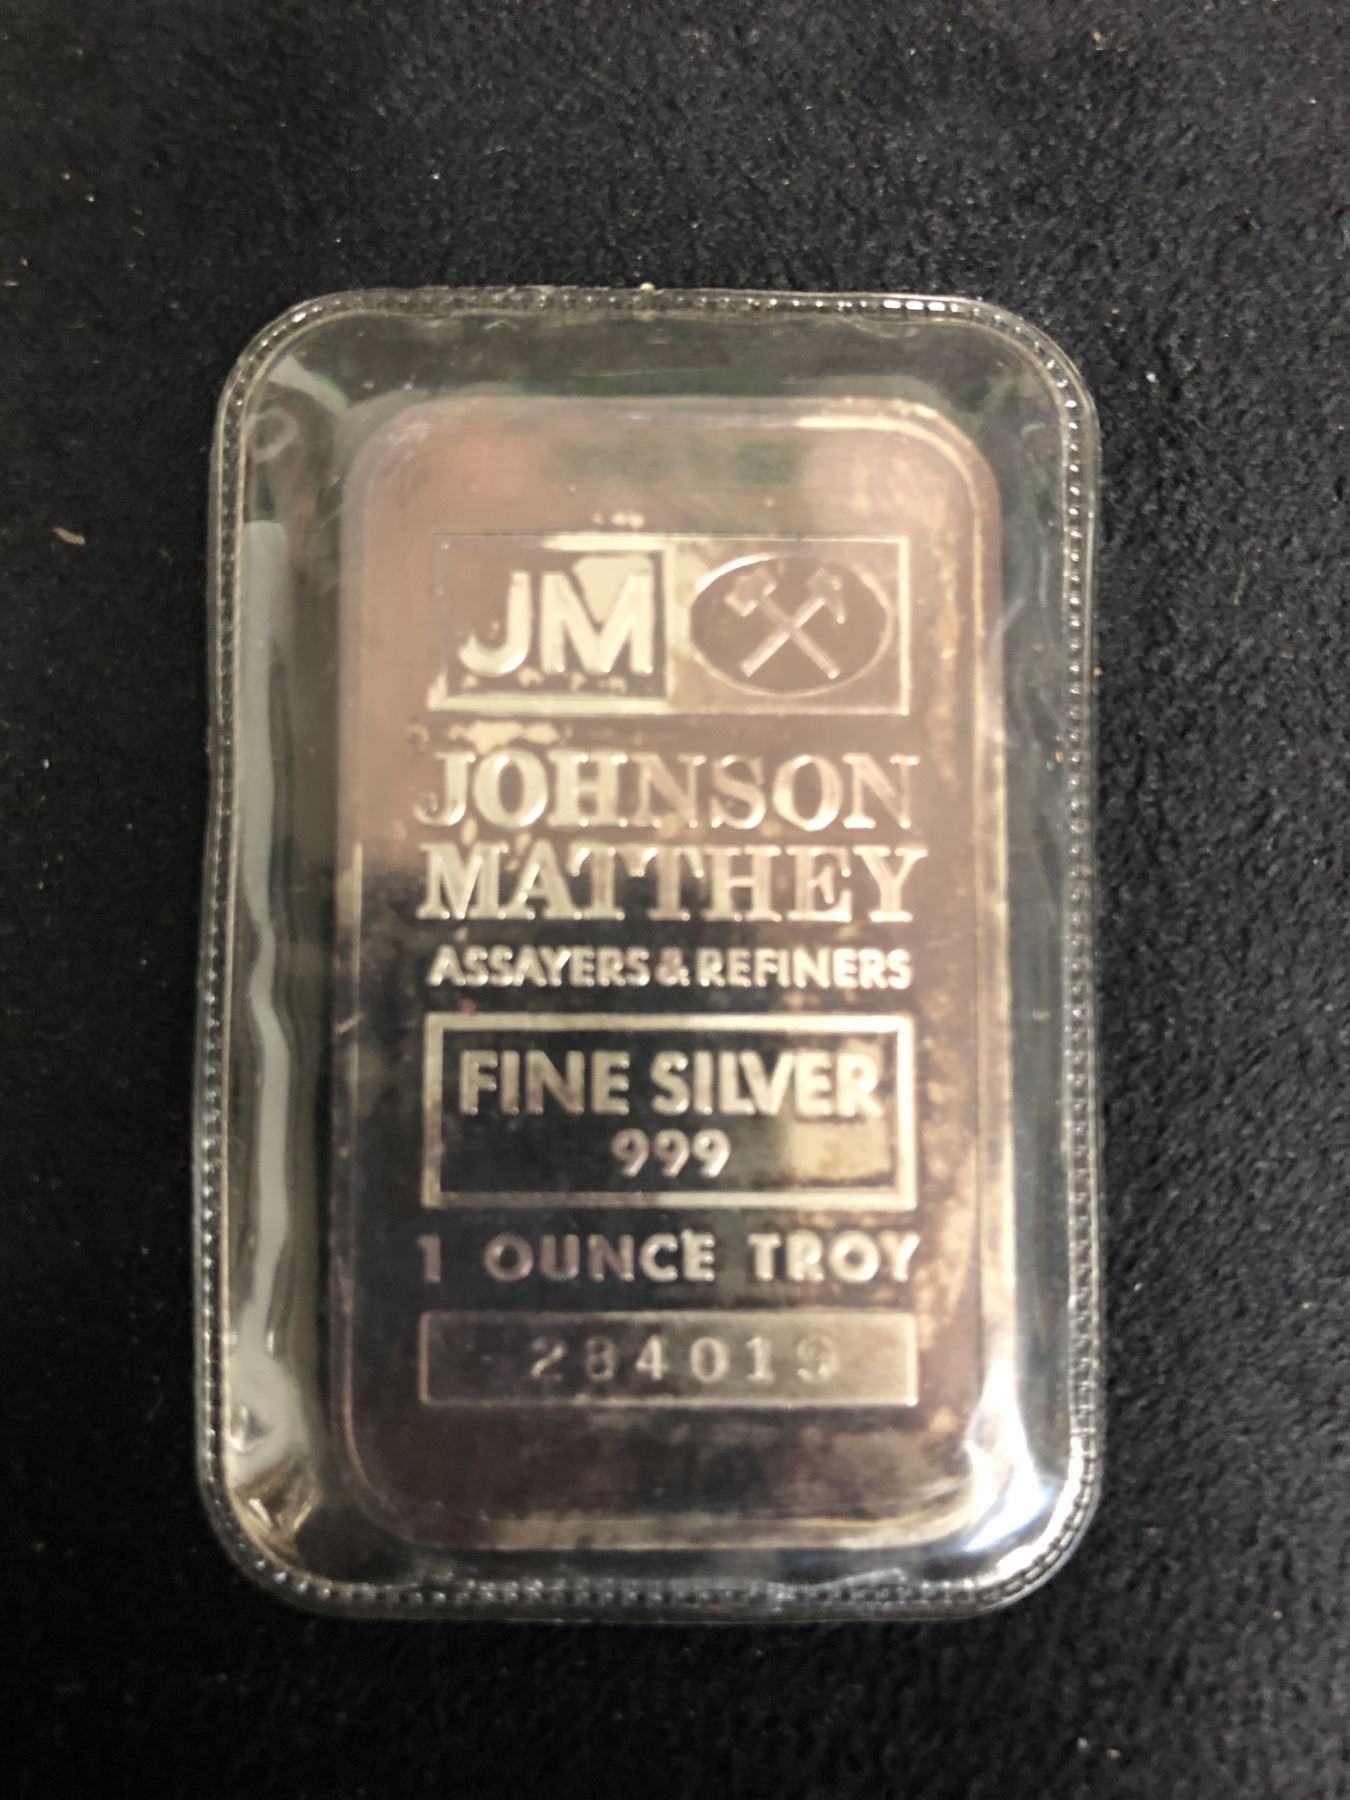 JM
JOHNSON
MATTHEY
ASSAYERS & REFINERS
FINE SILVER
999
1 OUNCE TROY
284019